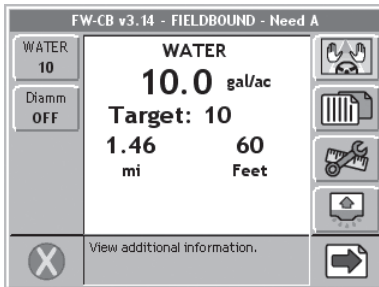 FW-CB v3.14 - FIELDBOUND - Need A
WATER
10
Diamm
OFF
WATER
10.0 gal/ac
Target: 10
1.46 60
mi Feet
View additional information.